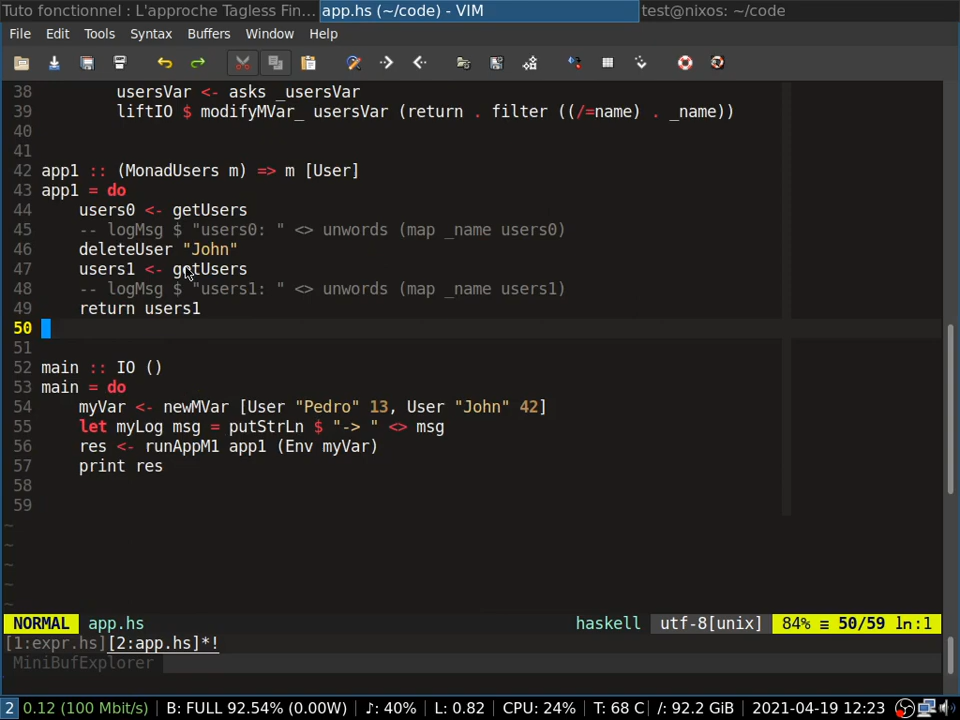 Tuto fonctionnel : L'approche Tagless Fin... app.hs (~/code) - VIM test@nixos: ~/code
File Edit Tools Syntax Buffers Window Help
38 usersVar <- asks _usersVar
39 liftIO $ modifyMVar_ usersVar (return . filter ((/=name) . _name))
40
41
42 app1 :: (MonadUsers m) => m [User]
43 app1 = do
44 users0 <- getUsers
45 -- logMsg $ "users0: " <> unwords (map _name users0)
46 deleteUser "John"
47 users1 <- getUsers
48 -- logMsg $ "users1: " <> unwords (map _name users1)
49 return users1
50
51
52 main :: IO ()
53 main = do
54 myVar <- newMVar [User "Pedro" 13, User "John" 42]
55 let myLog msg = putStrLn $ "-> " <> msg
56 res <- runAppM1 app1 (Env myVar)
57 print res
58
59
~
~
~
~
~
NORMAL app.hs haskell utf-8[unix] 84% ≡ 50/59 ㏑:1
[1:expr.hs][2:app.hs]*!
MiniBufExplorer
2 0.12 (100 Mbit/s) B: FULL 92.54% (0.00W) ♪: 40% L: 0.82 CPU: 24% T: 68 C /: 92.2 GiB 2021-04-19 12:23